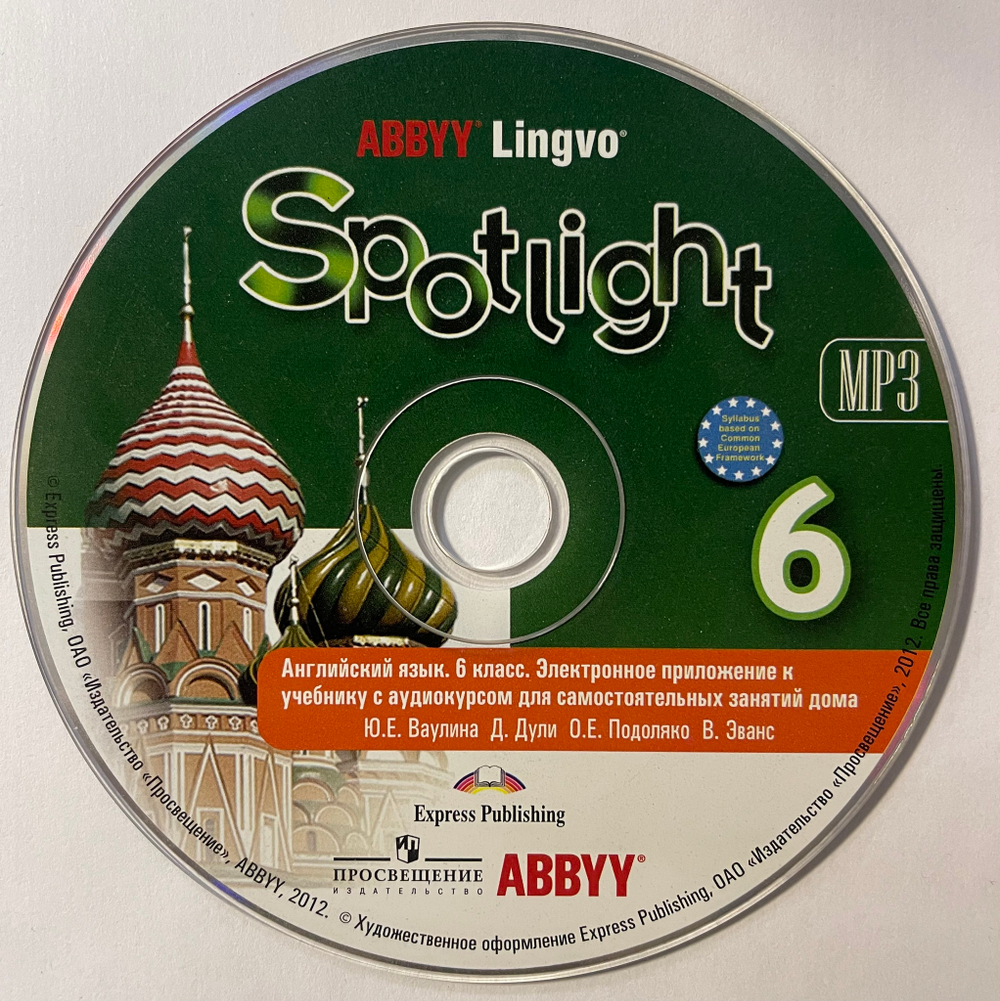 ABBYY® Lingvo®
Spotlight
MP3
Syllabus
based on
Common
European
Framework
6
Английский язык. 6 класс. Электронное приложение к
учебнику с аудиокурсом для самостоятельных занятий дома
Ю.Е. Ваулина Д. Дули О.Е. Подоляко В. Эванс
Express Publishing
ПРОСВЕЩЕНИЕ
ИЗДАТЕЛЬСТВО
ABBYY®
© Express Publishing, ОАО «Издательство «Просвещение», ABBYY, 2012. © Художественное оформление Express Publishing, ОАО «Издательство «Просвещение», 2012. Все права защищены.